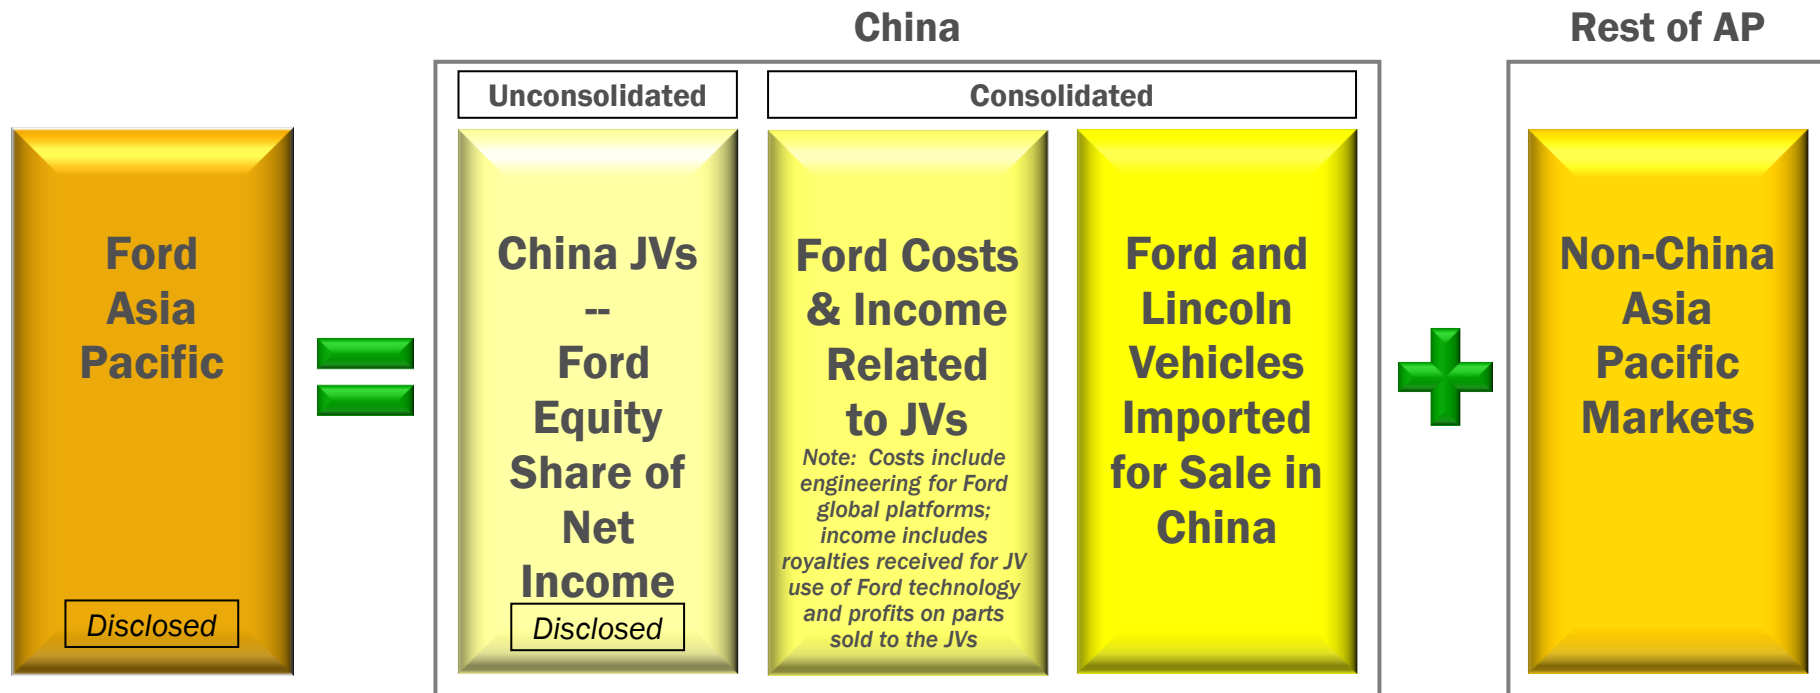 China
Rest of AP
Unconsolidated
Consolidated
Ford
Asia
Pacific
Disclosed
China JVs
--
Ford
Equity
Share of
Net
Income
Disclosed
Ford Costs
& Income
Related
to JVs
Note:  Costs include
engineering for Ford
global platforms;
income includes
royalties received for JV
use of Ford technology
and profits on parts
sold to the JVs
Ford and
Lincoln
Vehicles
Imported
for Sale in
China
Non-China
Asia
Pacific
Markets